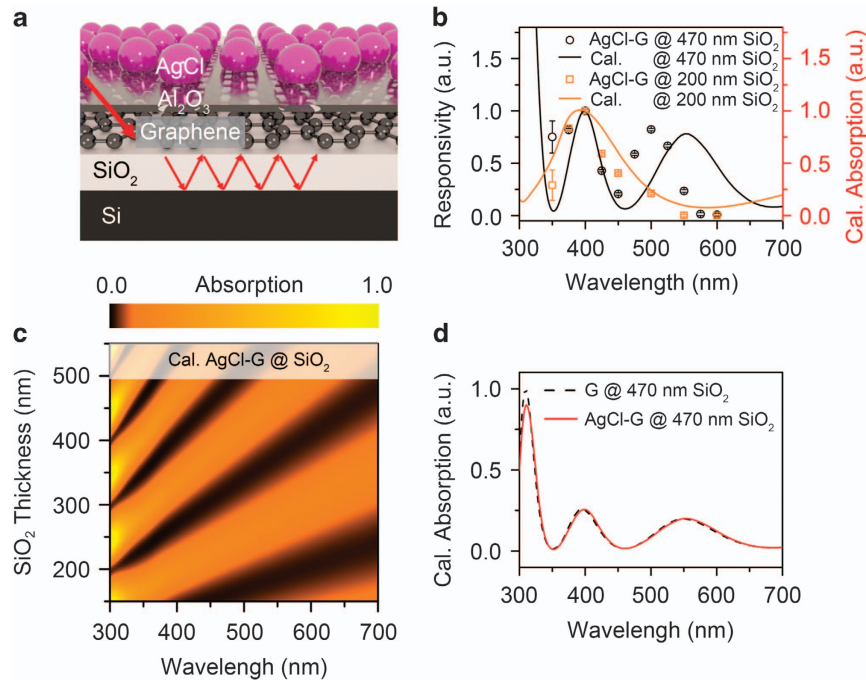 a
AgCl
Al2O3
Graphene
SiO2
Si
b
AgCl-G @ 470 nm SiO2
Cal. @ 470 nm SiO2
AgCl-G @ 200 nm SiO2
Cal. @ 200 nm SiO2
Responsivity (a.u.)
1.5
1.0
0.5
0.0
1.5
1.0
0.5
0.0
Cal. Absorption (a.u.)
300 400 500 600 700
Wavelength (nm)
0.0 Absorption 1.0
c
Cal. AgCl-G @ SiO2
SiO2 Thickness (nm)
500
400
300
200
300 400 500 600 700
Wavelengh (nm)
d
G @ 470 nm SiO2
AgCl-G @ 470 nm SiO2
Cal. Absorption (a.u.)
1.0
0.5
0.0
300 400 500 600 700
Wavelengh (nm)